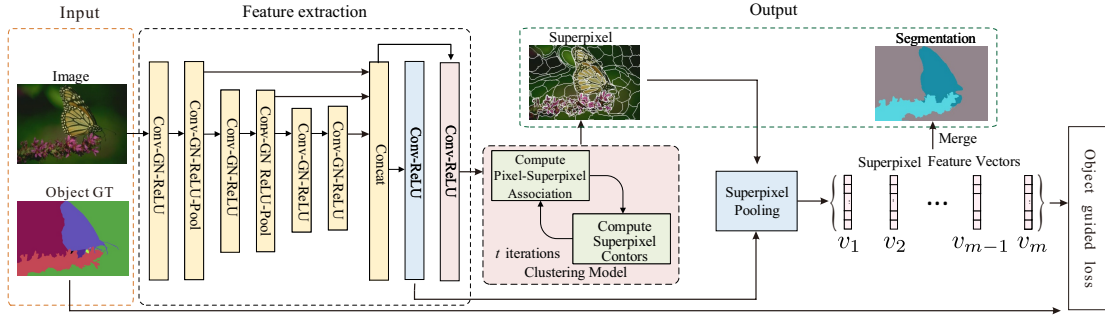 Input
Feature extraction
Output
Image
Object GT
Conv-GN-ReLU
Conv-GN-ReLU-Pool
Conv-GN-ReLU
Conv-GN ReLU-Pool
Conv-GN-ReLU
Conv-GN-ReLU
Concat
Conv-ReLU
Conv-ReLU
Superpixel
Segmentation
Compute
Pixel-Superpixel
Association
Compute
Superpixel
Contors
t iterations
Clustering Model
Superpixel
Pooling
Merge
Superpixel Feature Vectors
{ ... }
v1 v2 vm−1 vm
Object guided loss